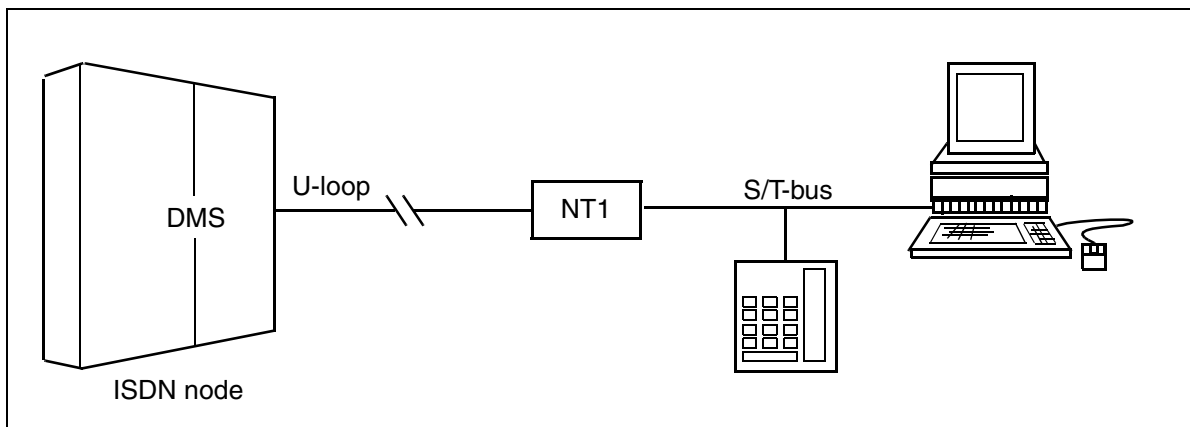 U-loop
DMS
NT1
S/T-bus
ISDN node